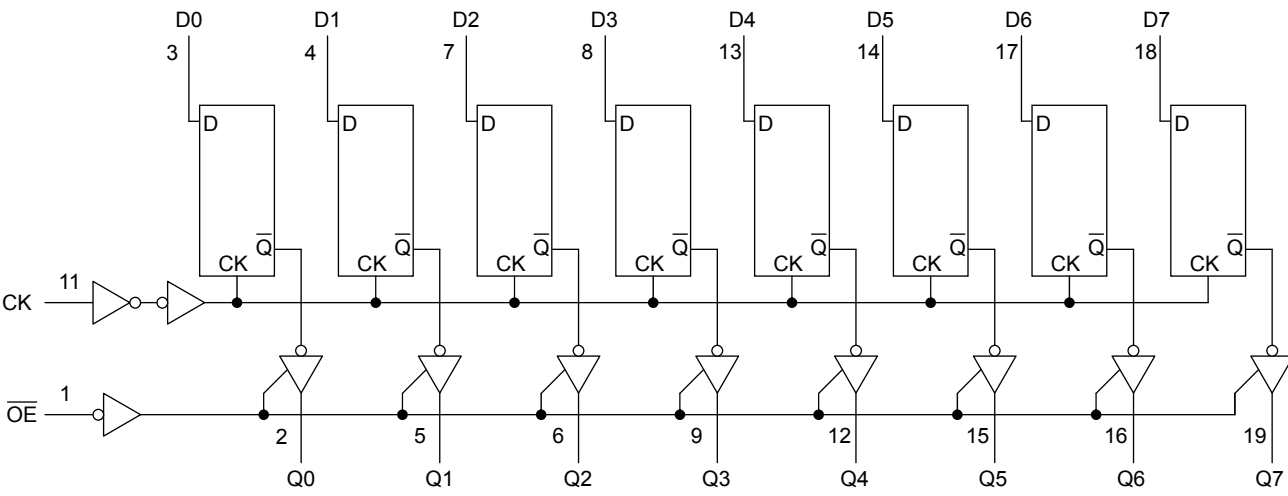 D0 D1 D2 D3 D4 D5 D6 D7
3 4 7 8 13 14 17 18
D D D D D D D D
Q̅ Q̅ Q̅ Q̅ Q̅ Q̅ Q̅ Q̅
CK CK CK CK CK CK CK CK
11
CK
1
O̅E̅
2 5 6 9 12 15 16 19
Q0 Q1 Q2 Q3 Q4 Q5 Q6 Q7